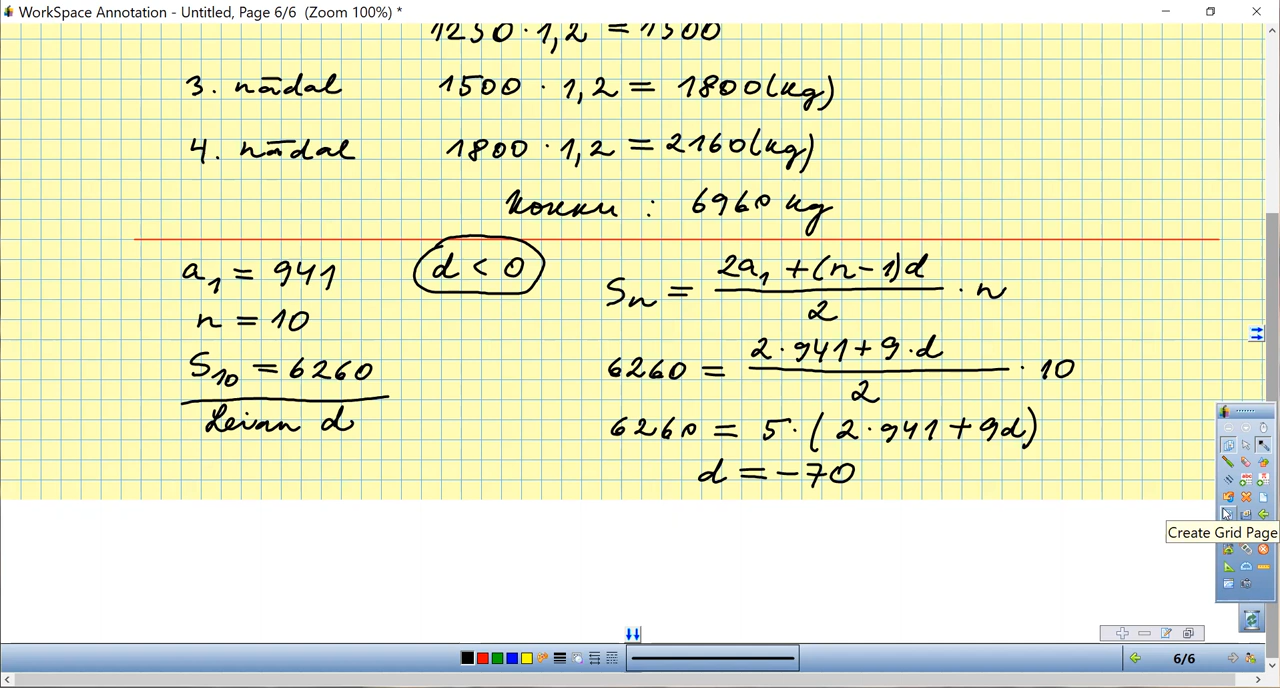 WorkSpace Annotation - Untitled, Page 6/6 (Zoom 100%) *
1250 · 1,2 = 1500
3. nädal 1500 · 1,2 = 1800 (kg)
4. nädal 1800 · 1,2 = 2160 (kg)
Kokku : 6960 kg
a₁ = 941
n = 10
S₁₀ = 6260
Leian d
d < 0
Sₙ = (2a₁ + (n-1)d)/2 · n
6260 = (2·941 + 9·d)/2 · 10
6260 = 5·(2·941 + 9d)
d = -70
Create Grid Page
6/6